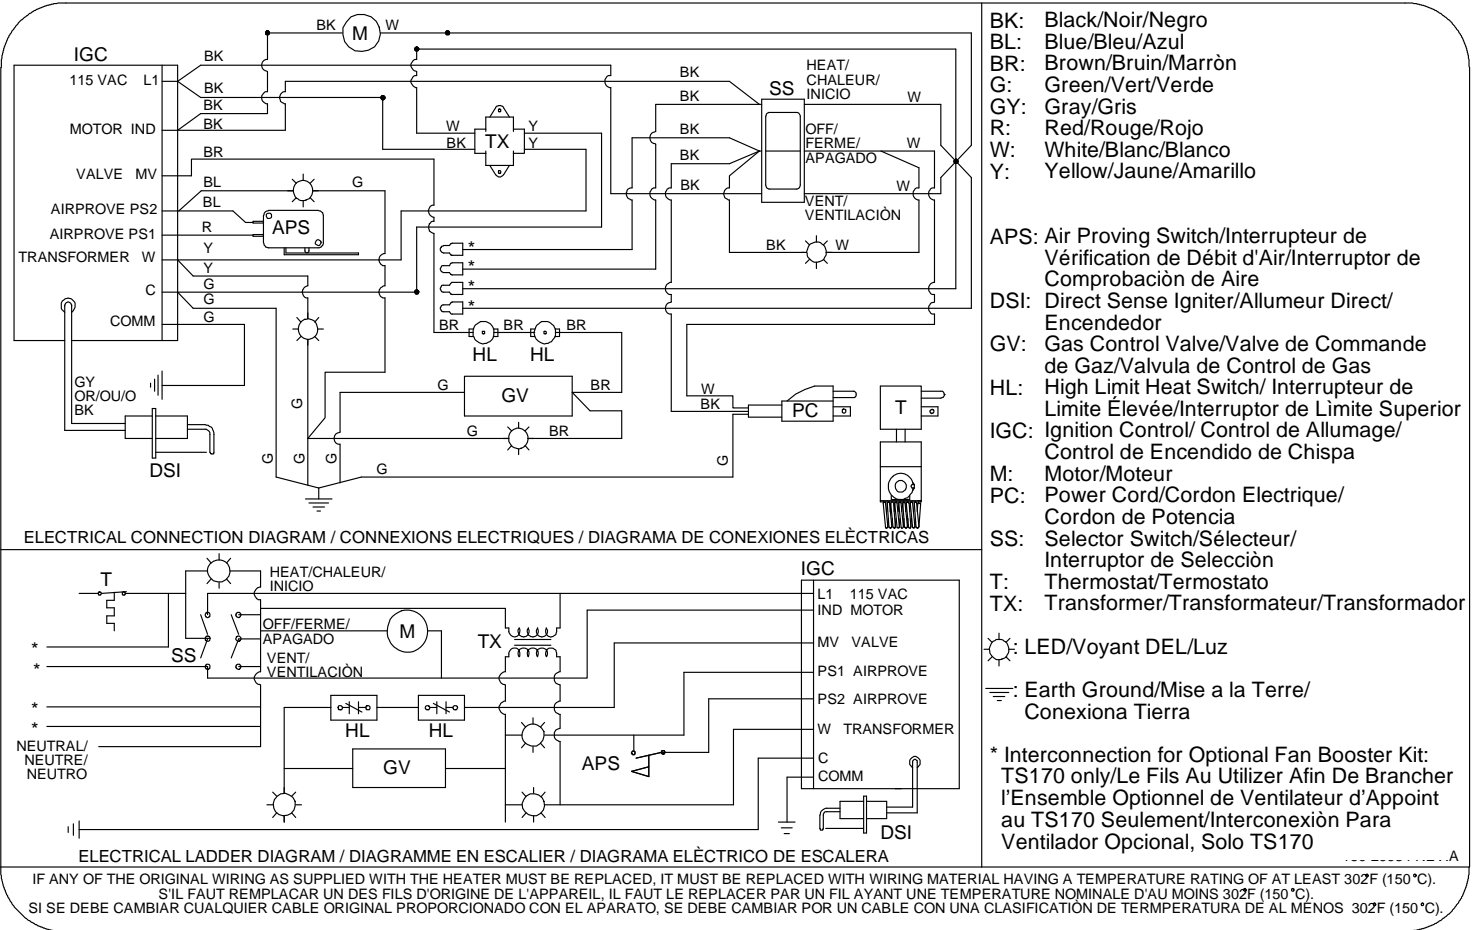 BK W
M
IGC
115 VAC L1
MOTOR IND
VALVE MV
AIRPROVE PS2
AIRPROVE PS1
TRANSFORMER W
C
COMM
BK
BK
BK
BK
BR
BL
BL
R
Y
Y
G
G
G
G
APS
W
BK
TX
Y
Y
BK
BK
BK
BK
BK
SS
HEAT/
CHALEUR/
INICIO
OFF/
FERME/
APAGADO
VENT/
VENTILACIÒN
W
W
W
BK W
*
*
*
*
BR BR BR
HL HL
G GV BR
G BR
GY
OR/OU/O
BK
DSI
G
G
G
G
G
G
W
BK
PC
T
ELECTRICAL CONNECTION DIAGRAM / CONNEXIONS ELECTRIQUES / DIAGRAMA DE CONEXIONES ELÈCTRICAS
T
HEAT/CHALEUR/
INICIO
OFF/FERME/
APAGADO
VENT/
VENTILACIÒN
SS
M
TX
*
*
*
*
NEUTRAL/
NEUTRE/
NEUTRO
HL HL
GV
APS
IGC
L1 115 VAC
IND MOTOR
MV VALVE
PS1 AIRPROVE
PS2 AIRPROVE
W TRANSFORMER
C
COMM
DSI
ELECTRICAL LADDER DIAGRAM / DIAGRAMME EN ESCALIER / DIAGRAMA ELÈCTRICO DE ESCALERA
BK: Black/Noir/Negro
BL: Blue/Bleu/Azul
BR: Brown/Bruin/Marròn
G: Green/Vert/Verde
GY: Gray/Gris
R: Red/Rouge/Rojo
W: White/Blanc/Blanco
Y: Yellow/Jaune/Amarillo
APS: Air Proving Switch/Interrupteur de
Vérification de Débit d'Air/Interruptor de
Comprobaciòn de Aire
DSI: Direct Sense Igniter/Allumeur Direct/
Encendedor
GV: Gas Control Valve/Valve de Commande
de Gaz/Valvula de Control de Gas
HL: High Limit Heat Switch/ Interrupteur de
Limite Élevée/Interruptor de Lìmite Superior
IGC: Ignition Control/ Control de Allumage/
Control de Encendido de Chispa
M: Motor/Moteur
PC: Power Cord/Cordon Electrique/
Cordon de Potencia
SS: Selector Switch/Sélecteur/
Interruptor de Selecciòn
T: Thermostat/Termostato
TX: Transformer/Transformateur/Transformador
: LED/Voyant DEL/Luz
: Earth Ground/Mise a la Terre/
Conexiona Tierra
* Interconnection for Optional Fan Booster Kit:
TS170 only/Le Fils Au Utilizer Afin De Brancher
l'Ensemble Optionnel de Ventilateur d'Appoint
au TS170 Seulement/Interconexiòn Para
Ventilador Opcional, Solo TS170
IF ANY OF THE ORIGINAL WIRING AS SUPPLIED WITH THE HEATER MUST BE REPLACED, IT MUST BE REPLACED WITH WIRING MATERIAL HAVING A TEMPERATURE RATING OF AT LEAST 302°F (150°C).
S'IL FAUT REMPLACAR UN DES FILS D'ORIGINE DE L'APPAREIL, IL FAUT LE REPLACER PAR UN FIL AYANT UNE TEMPERATURE NOMINALE D'AU MOINS 302°F (150°C).
SI SE DEBE CAMBIAR CUALQUIER CABLE ORIGINAL PROPORCIONADO CON EL APARATO, SE DEBE CAMBIAR POR UN CABLE CON UNA CLASIFICATIÓN DE TERMPERATURA DE AL MENOS 302°F (150°C).